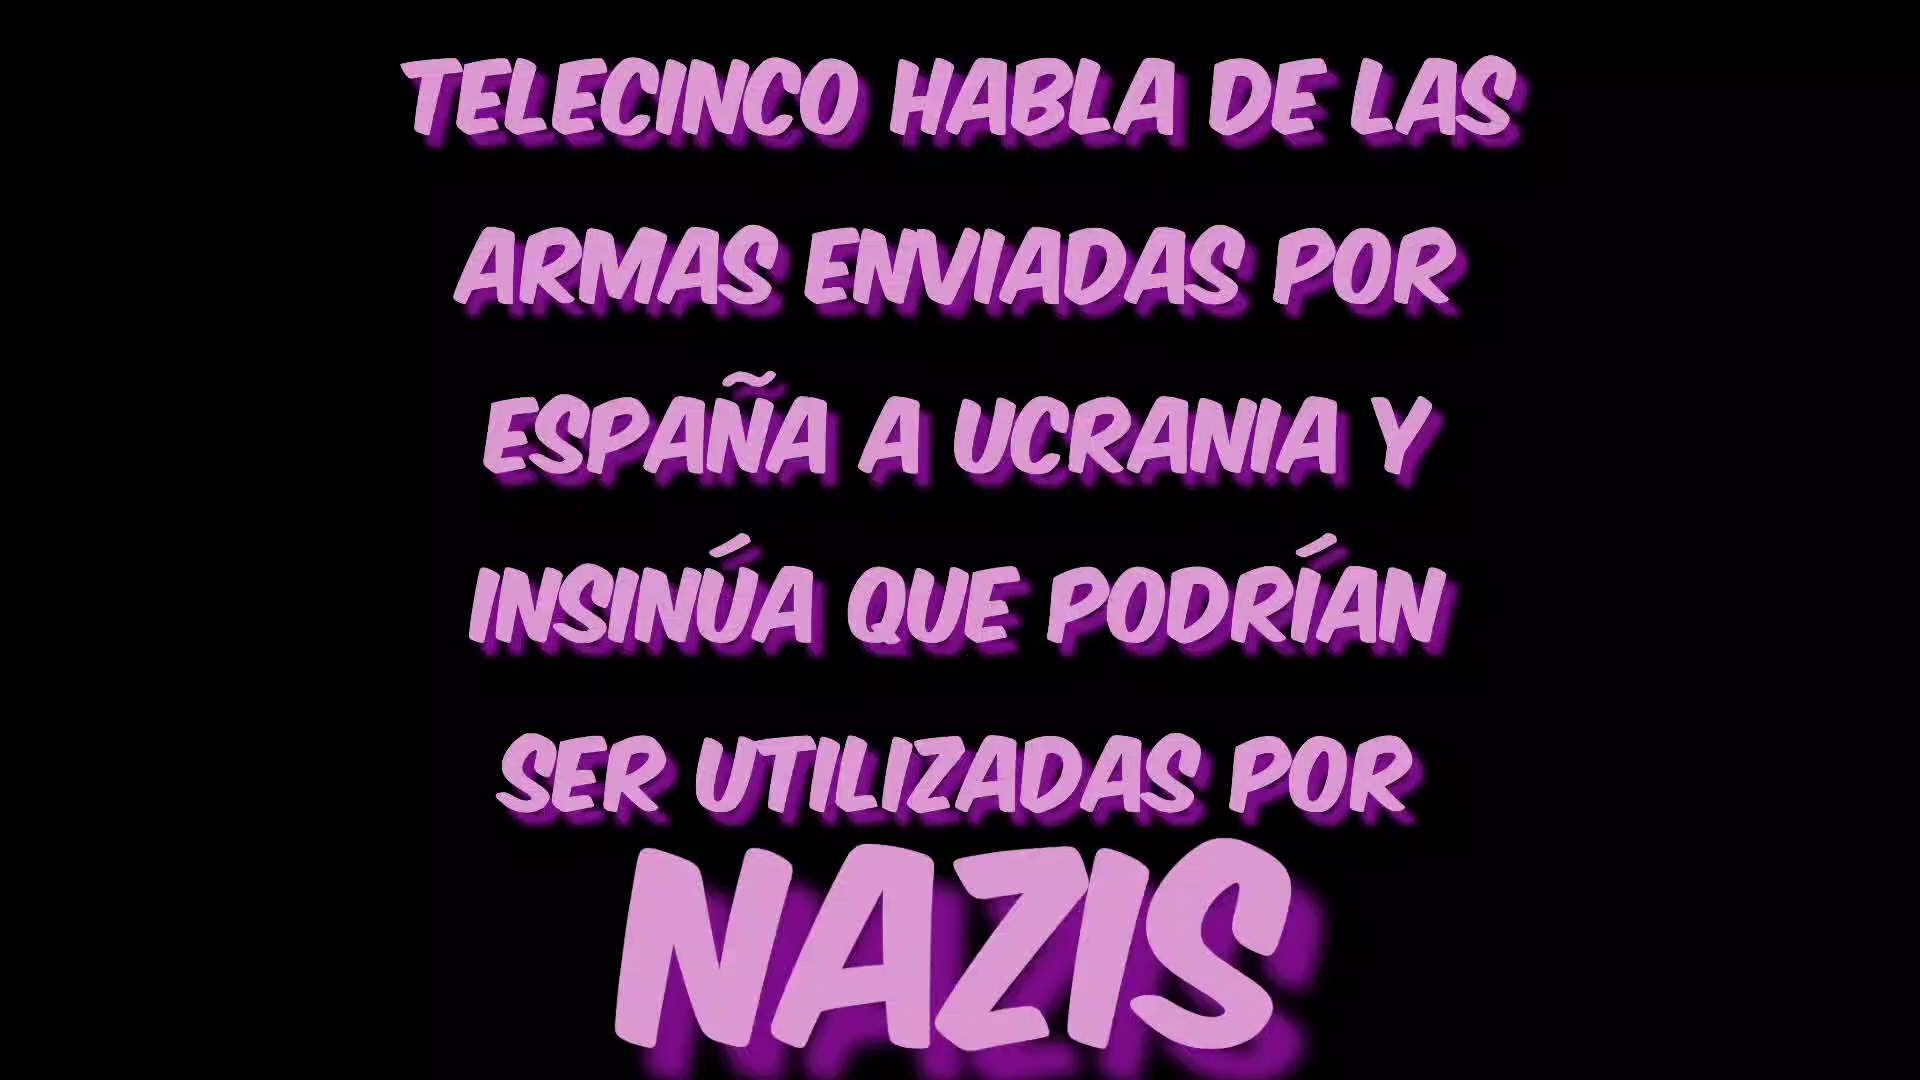 TELECINCO HABLA DE LAS
ARMAS ENVIADAS POR
ESPAÑA A UCRANIA Y
INSINÚA QUE PODRÍAN
SER UTILIZADAS POR
NAZIS